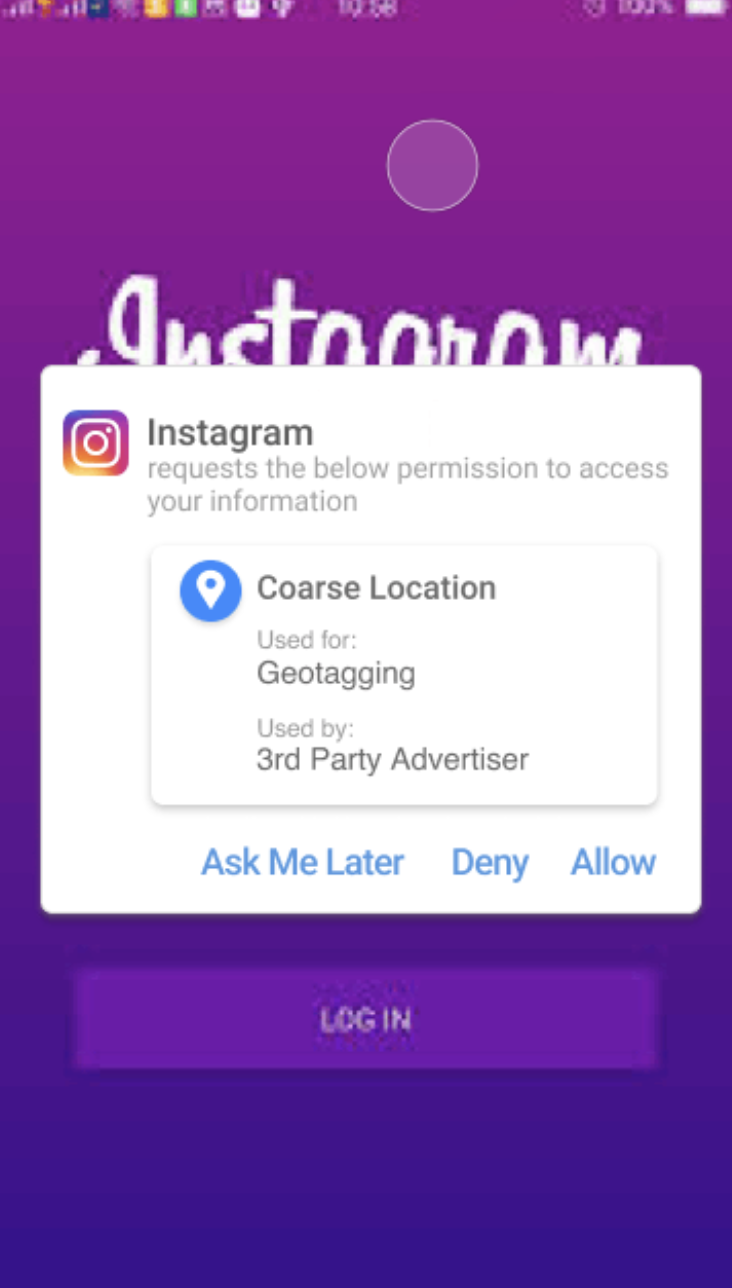 10:58
100%
Instagram
Instagram
requests the below permission to access
your information
Coarse Location
Used for:
Geotagging
Used by:
3rd Party Advertiser
Ask Me Later Deny Allow
LOG IN